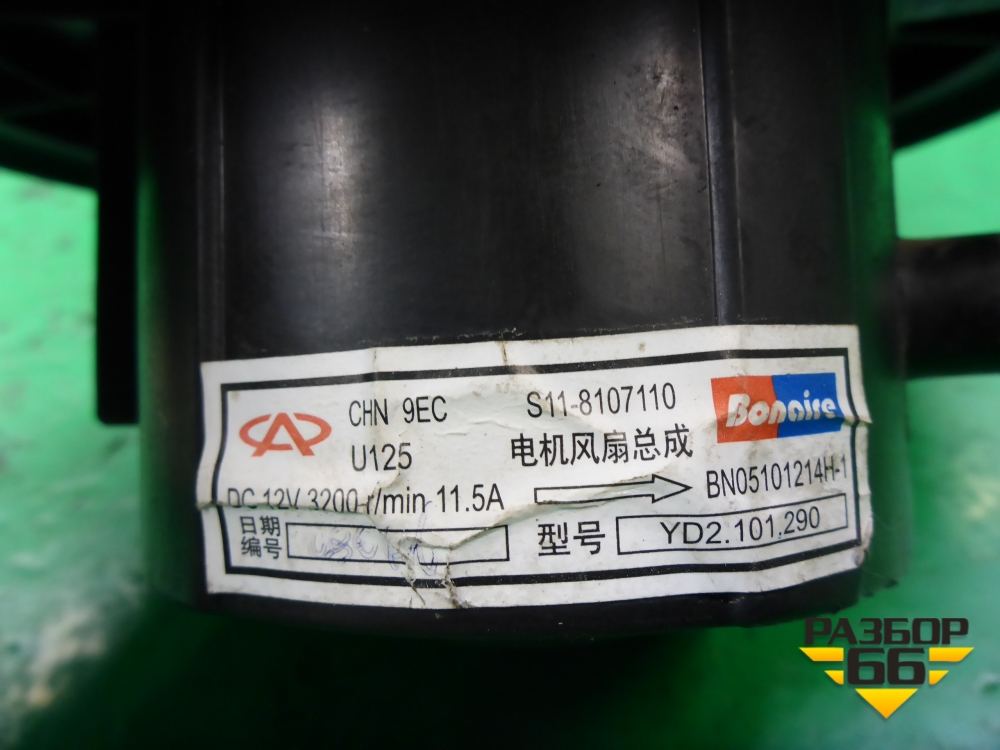 CHN 9EC
S11-8107110
Bonaire
U125
电机风扇总成
DC 12V 3200 r/min 11.5A
BN05101214H-1
日期
编号
型号
YD2.101.290
РАЗБОР
66